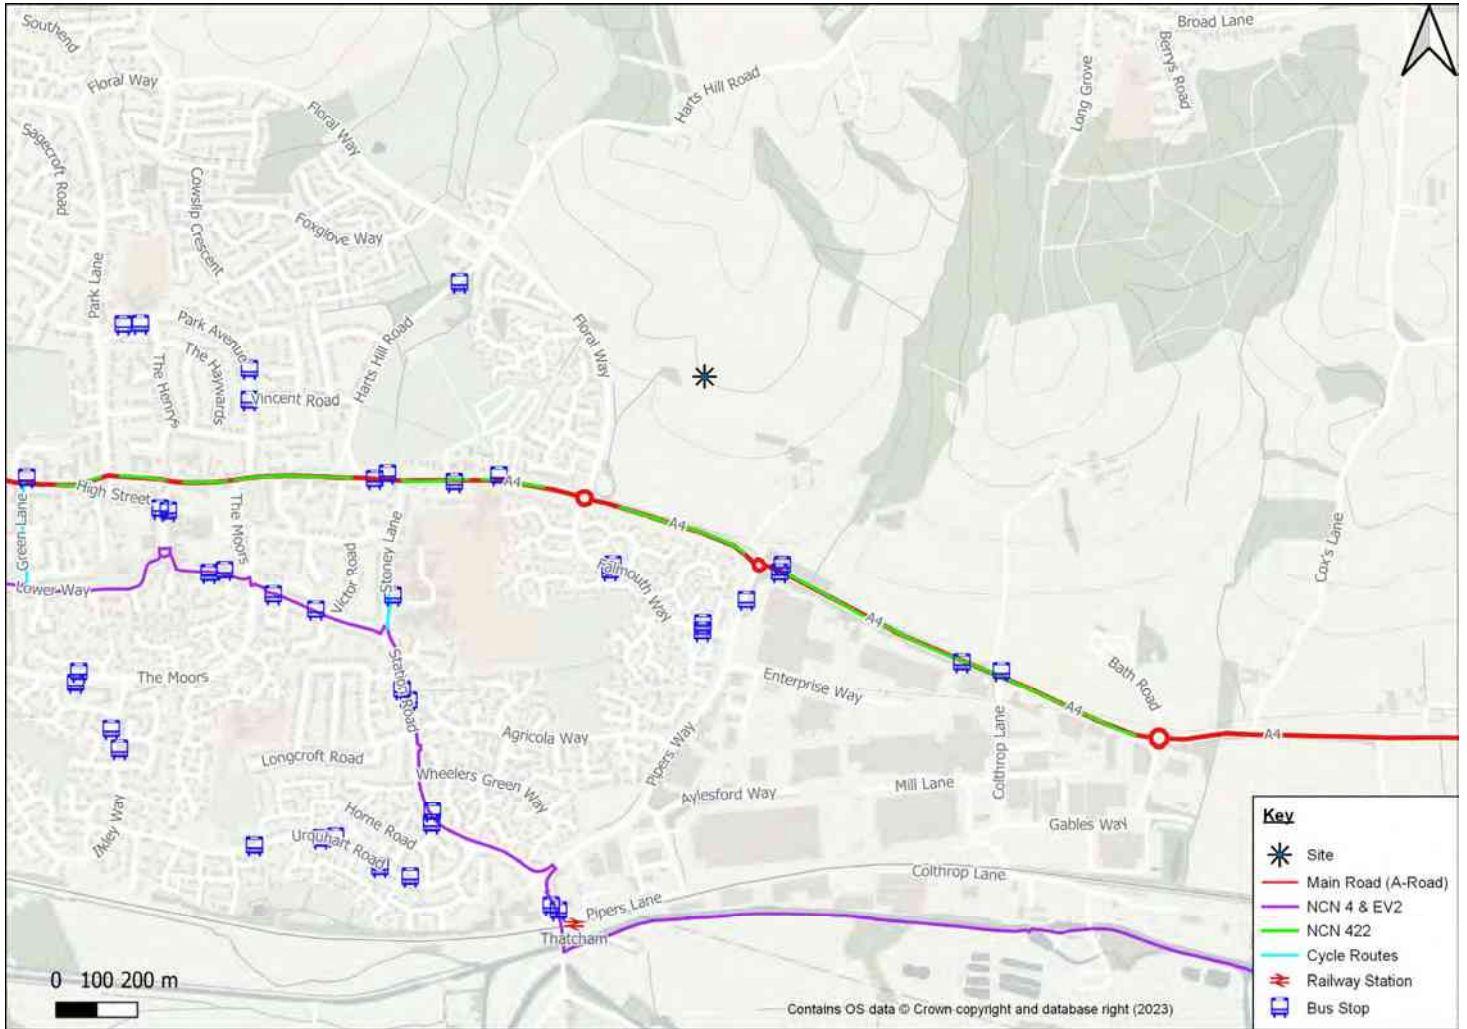 Southend
Broad Lane
Floral Way
Berrys Road
Long Grove
Harts Hill Road
Floral Way
Sagecroft Road
Cowslip Crescent
Foxglove Way
Park Lane
Park Avenue
Floral Way
Harts Hill Road
The Haywards
The Henrys
Vincent Road
A4
High Street
The Moors
Stoney Lane
A4
Green Lane
Lower Way
Victor Road
Falmouth Way
Cox's Lane
A4
The Moors
Station Road
Enterprise Way
Bath Road
A4
Agricola Way
Pipers Way
Colthrop Lane
A4
Longcroft Road
Wheelers Green Way
Aylesford Way
Mill Lane
Ilkley Way
Horne Road
Urquhart Road
Gables Way
Colthrop Lane
Pipers Lane
Thatcham
Key
Site
Main Road (A-Road)
NCN 4 & EV2
NCN 422
Cycle Routes
Railway Station
Bus Stop
0 100 200 m
Contains OS data © Crown copyright and database right (2023)